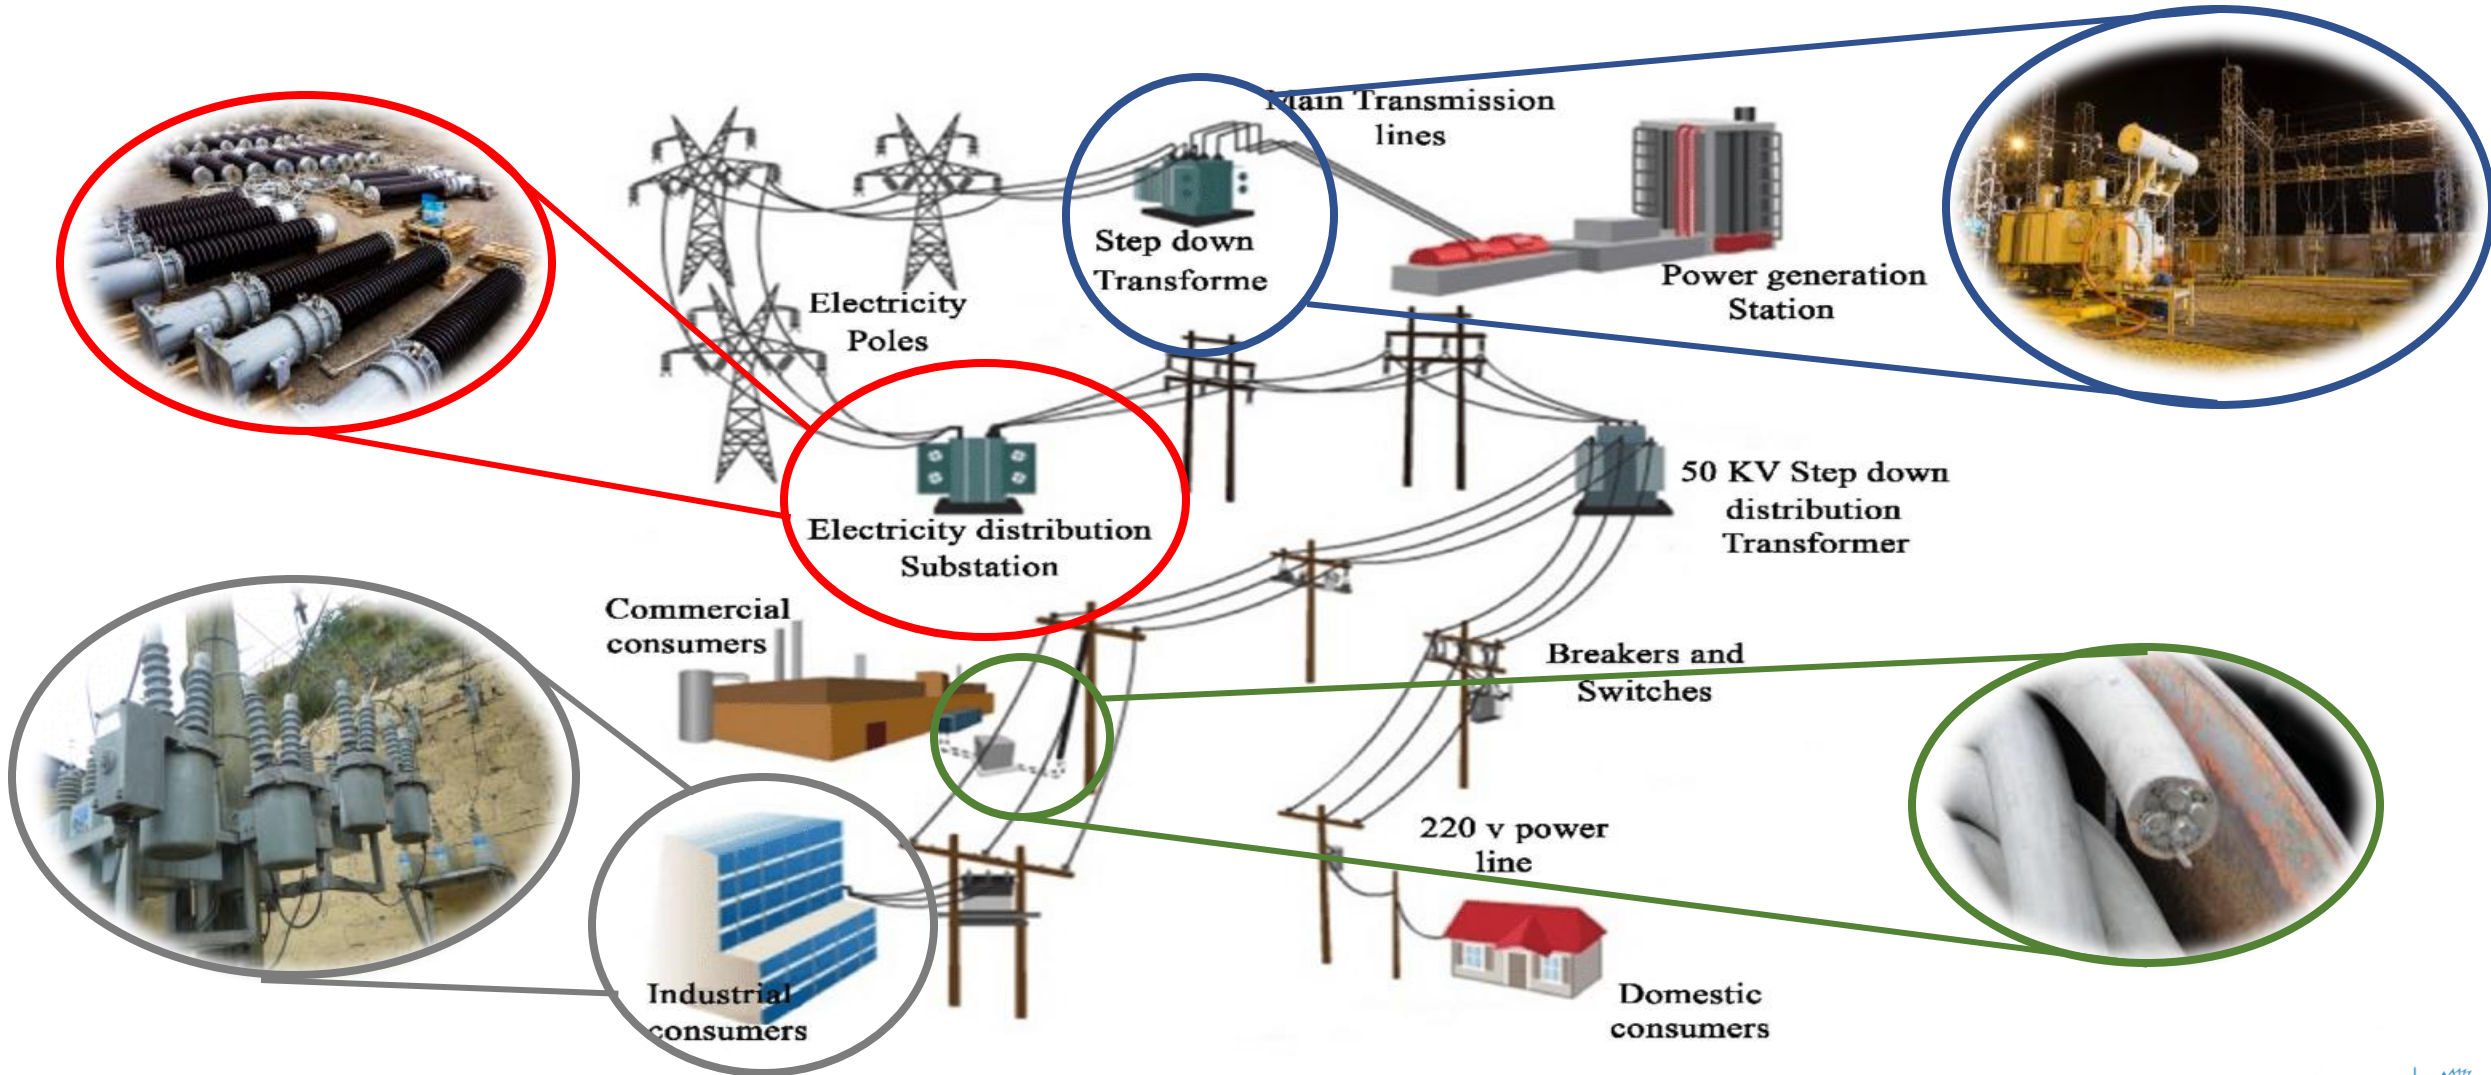 Main Transmission
lines
Step down
Transforme
Power generation
Station
Electricity
Poles
50 KV Step down
distribution
Transformer
Electricity distribution
Substation
Commercial
consumers
Breakers and
Switches
220 v power
line
Industrial
consumers
Domestic
consumers